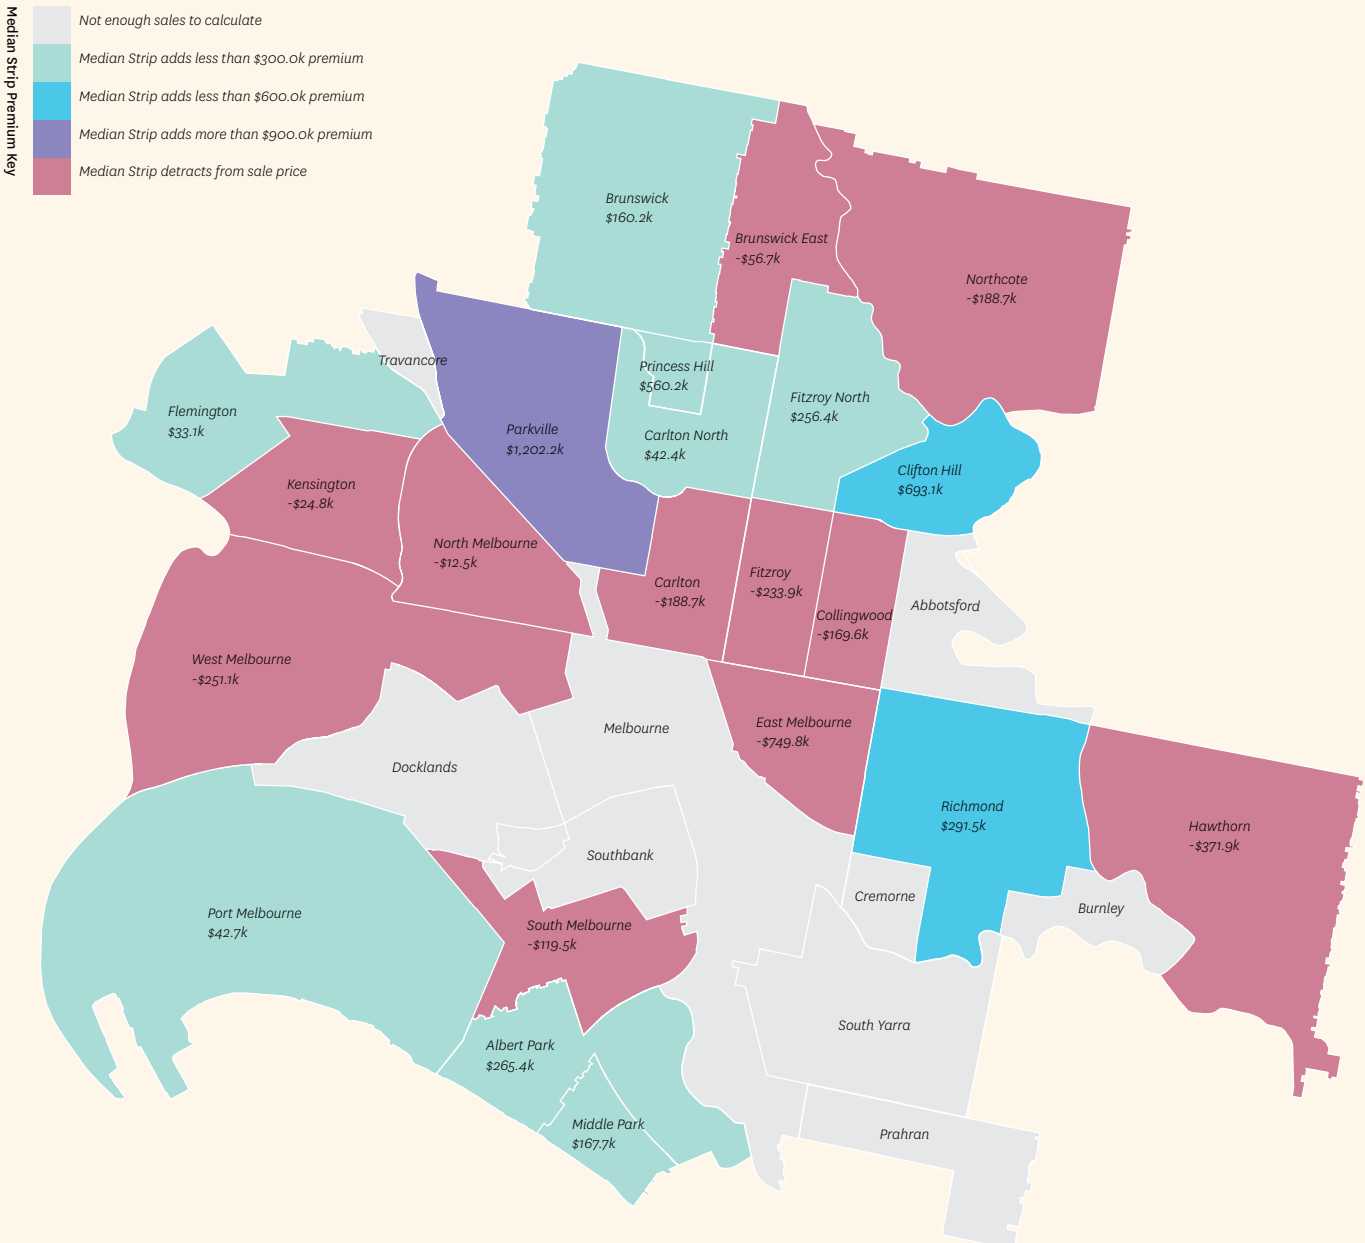 Median Strip Premium Key
Not enough sales to calculate
Median Strip adds less than $300.0k premium
Median Strip adds less than $600.0k premium
Median Strip adds more than $900.0k premium
Median Strip detracts from sale price
Brunswick
$160.2k
Brunswick East
-$56.7k
Northcote
-$188.7k
Travancore
Princess Hill
$560.2k
Flemington
$33.1k
Fitzroy North
$256.4k
Parkville
$1,202.2k
Carlton North
$42.4k
Clifton Hill
$693.1k
Kensington
-$24.8k
North Melbourne
-$12.5k
Carlton
-$188.7k
Fitzroy
-$233.9k
Collingwood
-$169.6k
Abbotsford
West Melbourne
-$251.1k
Melbourne
East Melbourne
-$749.8k
Docklands
Richmond
$291.5k
Hawthorn
-$371.9k
Southbank
Cremorne
Burnley
Port Melbourne
$42.7k
South Melbourne
-$119.5k
South Yarra
Albert Park
$265.4k
Middle Park
$167.7k
Prahran